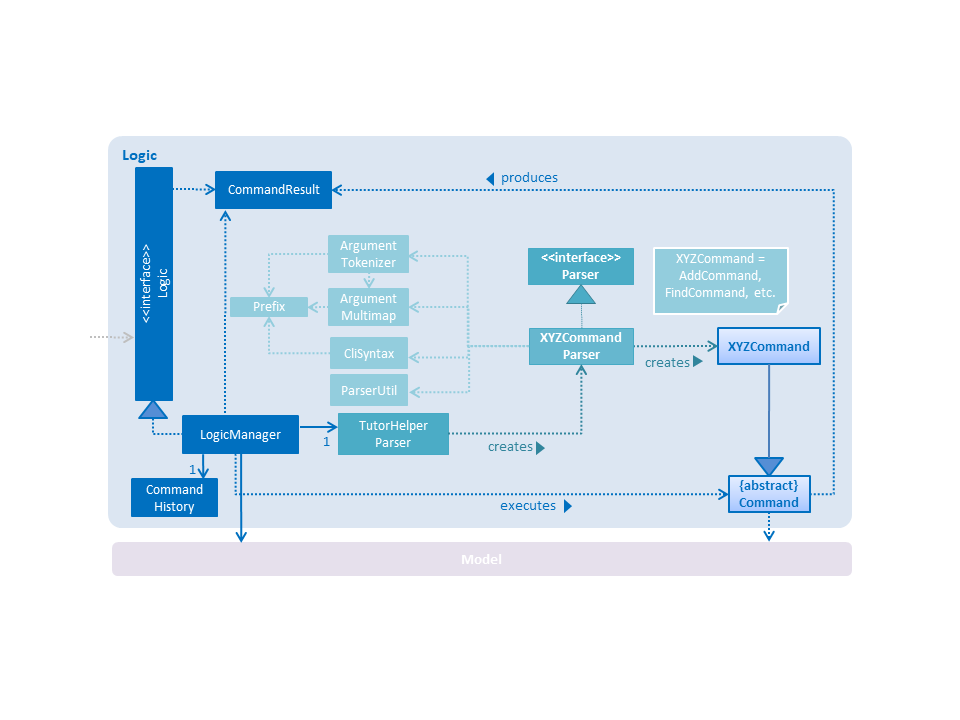 Logic
<<interface>>
Logic
CommandResult
produces
Argument
Tokenizer
<<interface>>
Parser
XYZCommand =
AddCommand,
FindCommand, etc.
Prefix
Argument
Multimap
CliSyntax
XYZCommand
Parser
creates
XYZCommand
ParserUtil
LogicManager
1
TutorHelper
Parser
creates
1
Command
History
executes
{abstract}
Command
Model